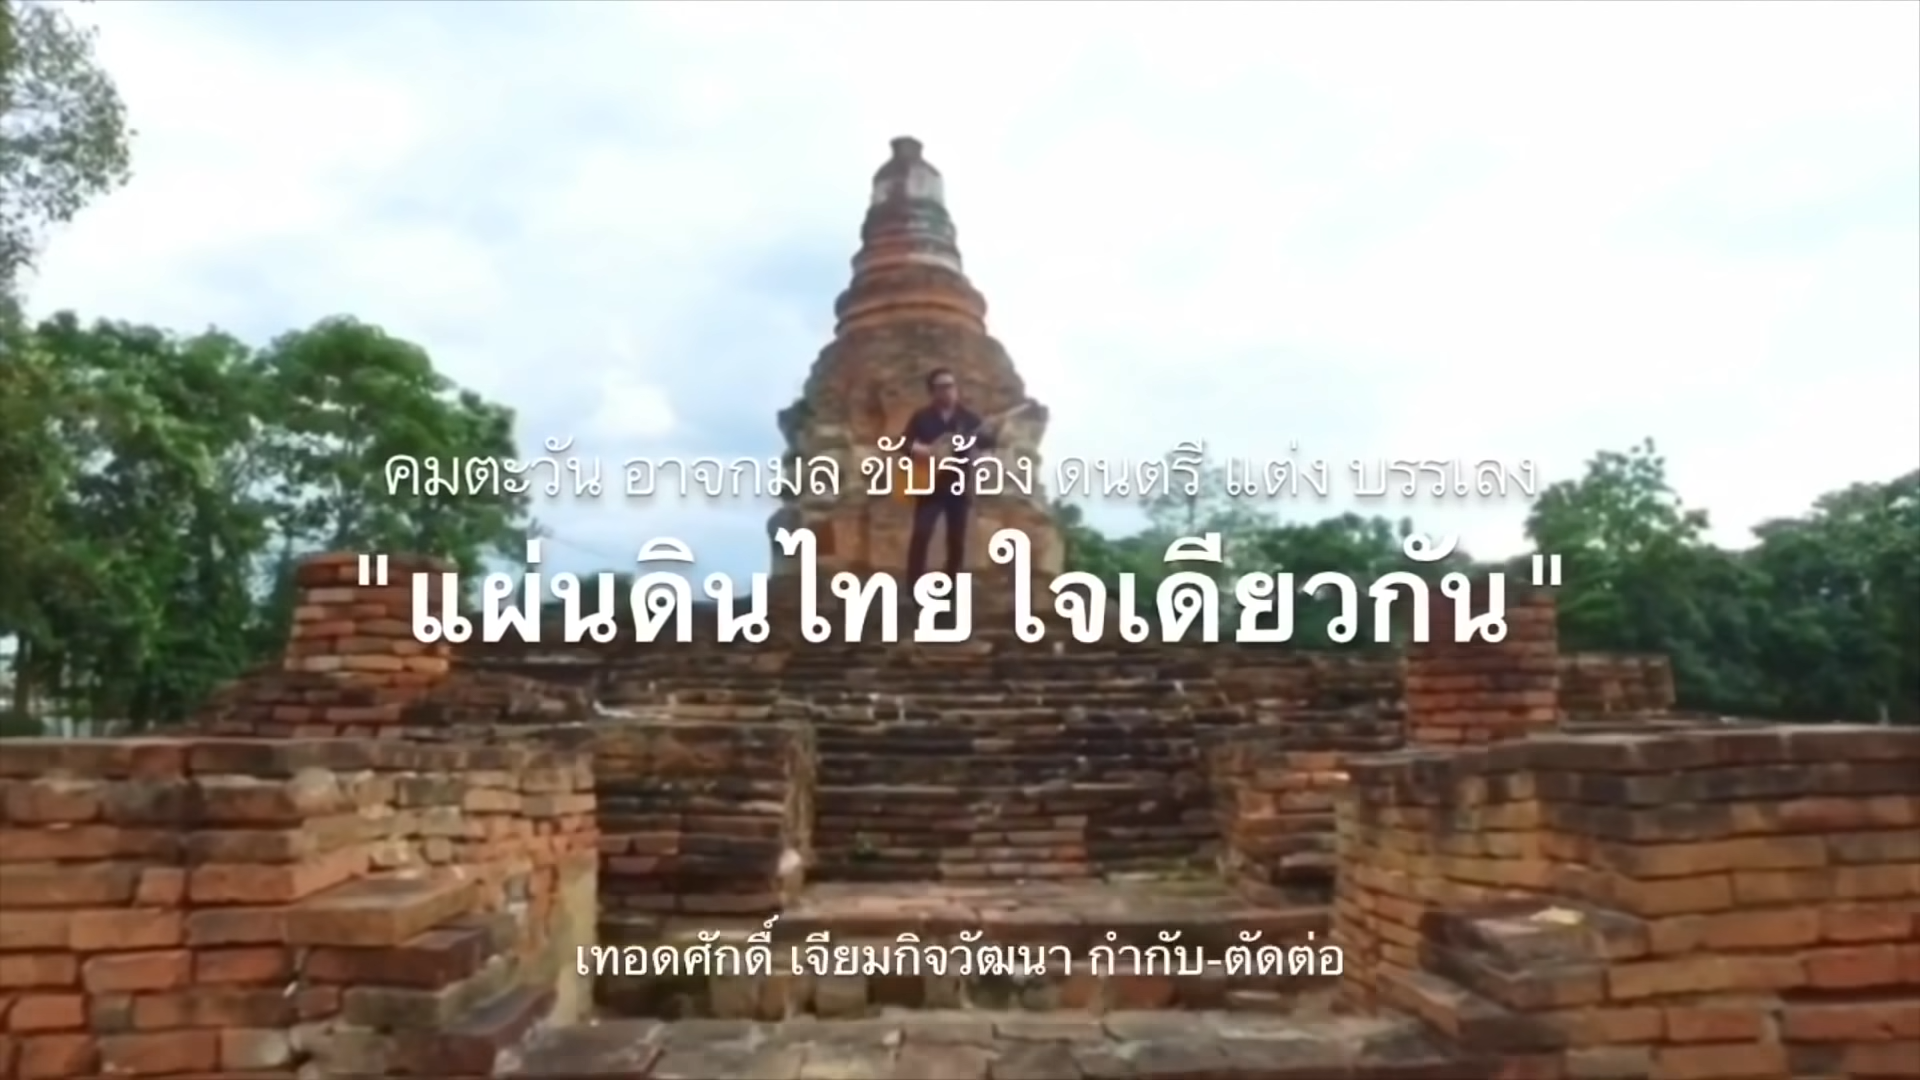 คมตะวัน อาจกมล ขับร้อง ดนตรี แต่ง บรรเลง
"แผ่นดินไทยใจเดียวกัน"
เทอดศักดิ์ เจียมกิจวัฒนา กำกับ-ตัดต่อ